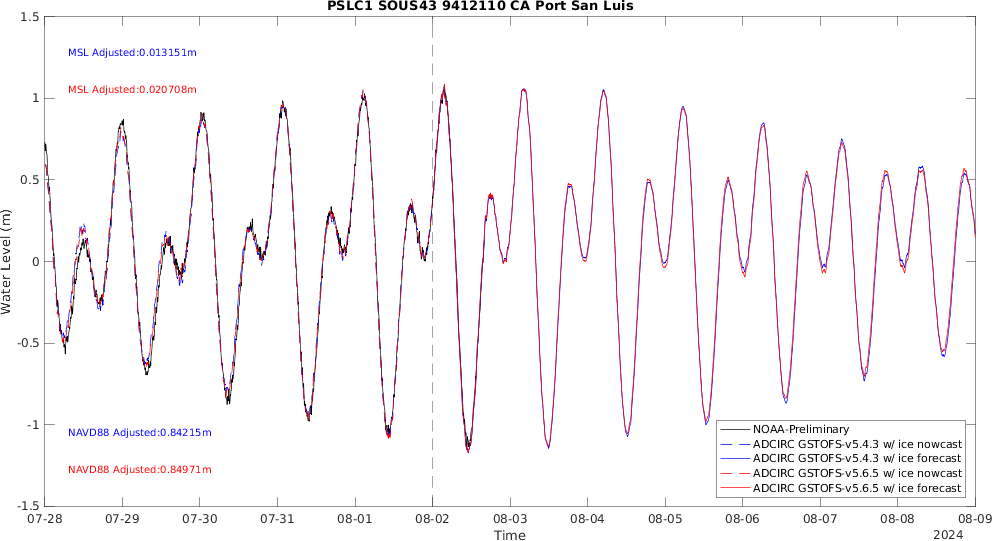 PSLC1 SOUS43 9412110 CA Port San Luis
1.5
1
0.5
0
-0.5
-1
-1.5
Water Level (m)
MSL Adjusted:0.013151m
MSL Adjusted:0.020708m
NAVD88 Adjusted:0.84215m
NAVD88 Adjusted:0.84971m
NOAA-Preliminary
ADCIRC GSTOFS-v5.4.3 w/ ice nowcast
ADCIRC GSTOFS-v5.4.3 w/ ice forecast
ADCIRC GSTOFS-v5.6.5 w/ ice nowcast
ADCIRC GSTOFS-v5.6.5 w/ ice forecast
07-28 07-29 07-30 07-31 08-01 08-02 08-03 08-04 08-05 08-06 08-07 08-08 08-09
Time
2024